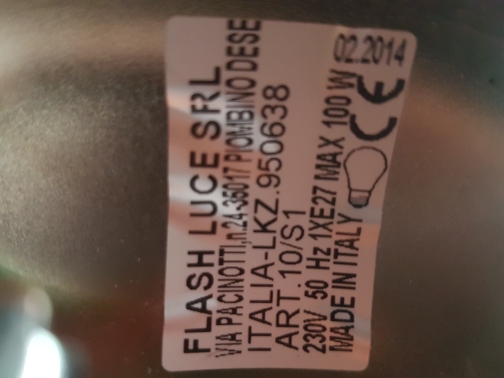 FLASH LUCE SRL
VIA PACINOTTI,n.24-35017 PIOMBINO DESE
ITALIA-LKZ.950638
ART.10/S1
230V 50 Hz 1XE27 MAX 100 W
MADE IN ITALY
CE
02.2014